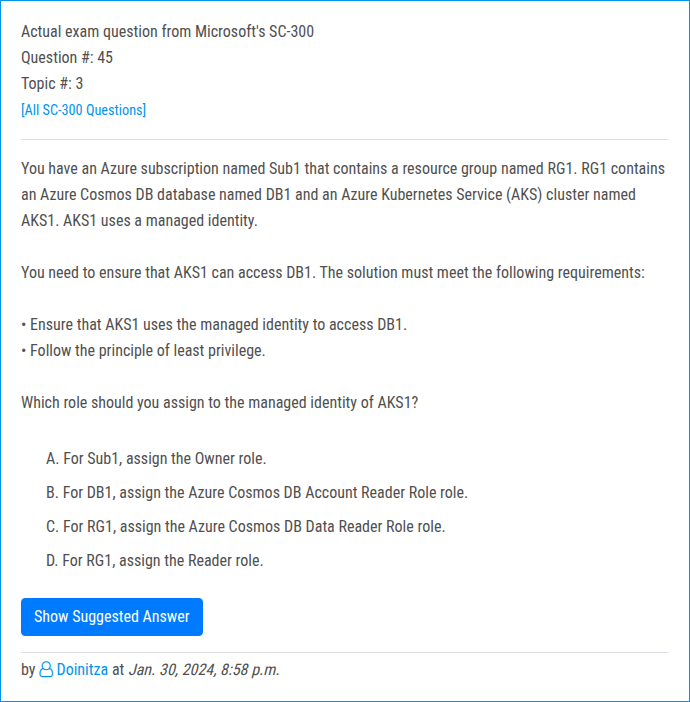 Actual exam question from Microsoft's SC-300
Question #: 45
Topic #: 3
[All SC-300 Questions]
You have an Azure subscription named Sub1 that contains a resource group named RG1. RG1 contains
an Azure Cosmos DB database named DB1 and an Azure Kubernetes Service (AKS) cluster named
AKS1. AKS1 uses a managed identity.
You need to ensure that AKS1 can access DB1. The solution must meet the following requirements:
• Ensure that AKS1 uses the managed identity to access DB1.
• Follow the principle of least privilege.
Which role should you assign to the managed identity of AKS1?
A. For Sub1, assign the Owner role.
B. For DB1, assign the Azure Cosmos DB Account Reader Role role.
C. For RG1, assign the Azure Cosmos DB Data Reader Role role.
D. For RG1, assign the Reader role.
Show Suggested Answer
by Doinitza at Jan. 30, 2024, 8:58 p.m.